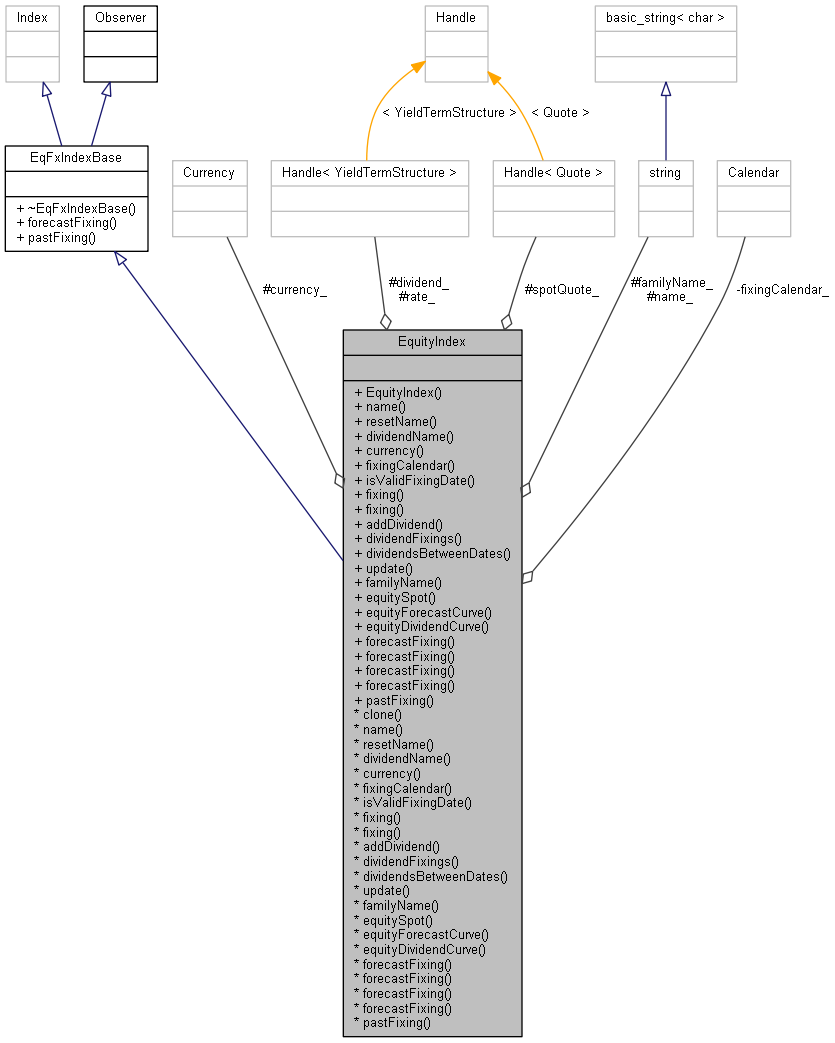 Index
Observer
Handle
basic_string< char >
< YieldTermStructure >
< Quote >
EqFxIndexBase
+ ~EqFxIndexBase()
+ forecastFixing()
+ pastFixing()
Currency
Handle< YieldTermStructure >
Handle< Quote >
string
Calendar
#currency_
#dividend_
#rate_
#spotQuote_
#familyName_
#name_
-fixingCalendar_
EquityIndex
+ EquityIndex()
+ name()
+ resetName()
+ dividendName()
+ currency()
+ fixingCalendar()
+ isValidFixingDate()
+ fixing()
+ fixing()
+ addDividend()
+ dividendFixings()
+ dividendsBetweenDates()
+ update()
+ familyName()
+ equitySpot()
+ equityForecastCurve()
+ equityDividendCurve()
+ forecastFixing()
+ forecastFixing()
+ forecastFixing()
+ forecastFixing()
+ pastFixing()
* clone()
* name()
* resetName()
* dividendName()
* currency()
* fixingCalendar()
* isValidFixingDate()
* fixing()
* fixing()
* addDividend()
* dividendFixings()
* dividendsBetweenDates()
* update()
* familyName()
* equitySpot()
* equityForecastCurve()
* equityDividendCurve()
* forecastFixing()
* forecastFixing()
* forecastFixing()
* forecastFixing()
* pastFixing()